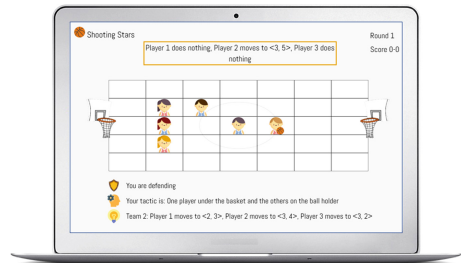 Shooting Stars
Round 1
Score 0-0
Player 1 does nothing, Player 2 moves to <3, 5>, Player 3 does
nothing
You are defending
Your tactic is: One player under the basket and the others on the ball holder
Team 2: Player 1 moves to <2, 3>, Player 2 moves to <3, 4>, Player 3 moves to <3, 2>